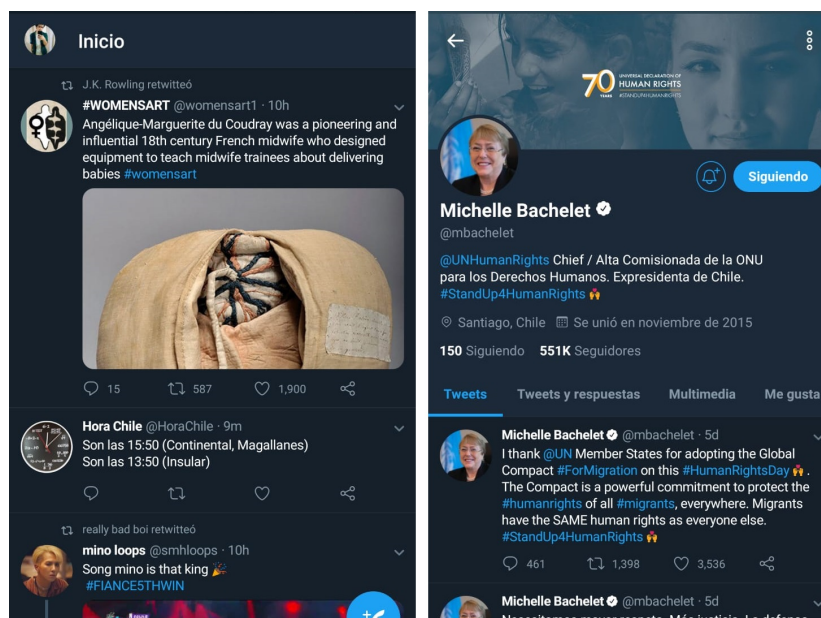 Inicio
J.K. Rowling retwitteó
#WOMENSART @womensart1 · 10h
Angélique-Marguerite du Coudray was a pioneering and
influential 18th century French midwife who designed
equipment to teach midwife trainees about delivering
babies #womensart
15 587 1,900
Hora Chile @HoraChile · 9m
Son las 15:50 (Continental, Magallanes)
Son las 13:50 (Insular)
really bad boi retwitteó
mino loops @smhloops · 10h
Song mino is that king 🎉
#FIANCE5THWIN
70 YEARS
UNIVERSAL DECLARATION OF
HUMAN RIGHTS
#STANDUP4HUMANRIGHTS
Siguiendo
Michelle Bachelet
@mbachelet
@UNHumanRights Chief / Alta Comisionada de la ONU
para los Derechos Humanos. Expresidenta de Chile.
#StandUp4HumanRights
Santiago, Chile Se unió en noviembre de 2015
150 Siguiendo 551K Seguidores
Tweets Tweets y respuestas Multimedia Me gusta
Michelle Bachelet @mbachelet · 5d
I thank @UN Member States for adopting the Global
Compact #ForMigration on this #HumanRightsDay .
The Compact is a powerful commitment to protect the
#humanrights of all #migrants, everywhere. Migrants
have the SAME human rights as everyone else.
#StandUp4HumanRights
461 1,398 3,536
Michelle Bachelet @mbachelet · 5d